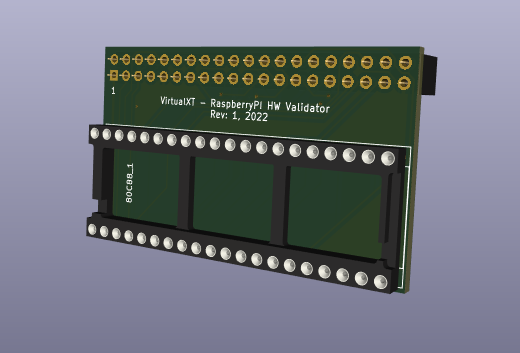 1
VirtualXT – RaspberryPi HW Validator
Rev: 1, 2022
80C88_1